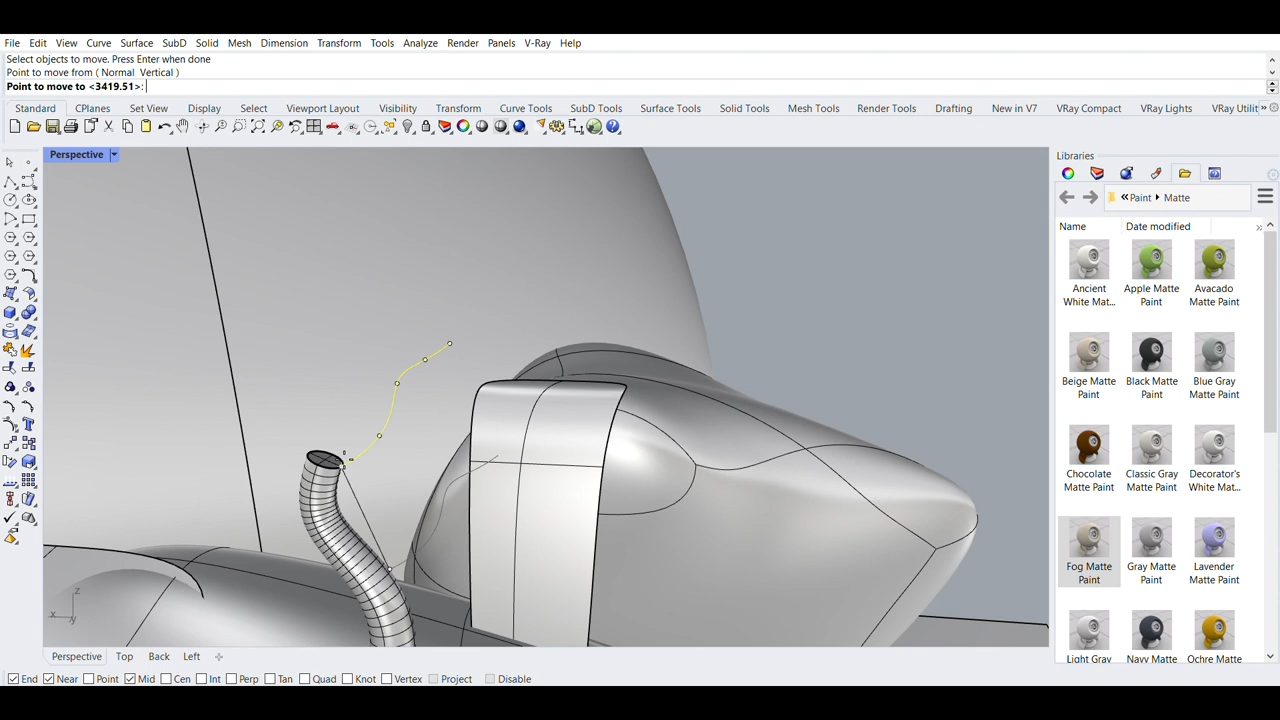 File Edit View Curve Surface SubD Solid Mesh Dimension Transform Tools Analyze Render Panels V-Ray Help
Select objects to move. Press Enter when done
Point to move from ( Normal Vertical )
Point to move to <3419.51>:
Standard CPlanes Set View Display Select Viewport Layout Visibility Transform Curve Tools SubD Tools Surface Tools Solid Tools Mesh Tools Render Tools Drafting New in V7 VRay Compact VRay Lights VRay Utilit »
Perspective
Libraries
«Paint Matte
Name Date modified »
Ancient White Mat...
Apple Matte Paint
Avacado Matte Paint
Beige Matte Paint
Black Matte Paint
Blue Gray Matte Paint
Chocolate Matte Paint
Classic Gray Matte Paint
Decorator's White Mat...
Fog Matte Paint
Gray Matte Paint
Lavender Matte Paint
Light Gray
Navy Matte
Ochre Matte
z
x
y
Perspective Top Back Left
End Near Point Mid Cen Int Perp Tan Quad Knot Vertex Project Disable